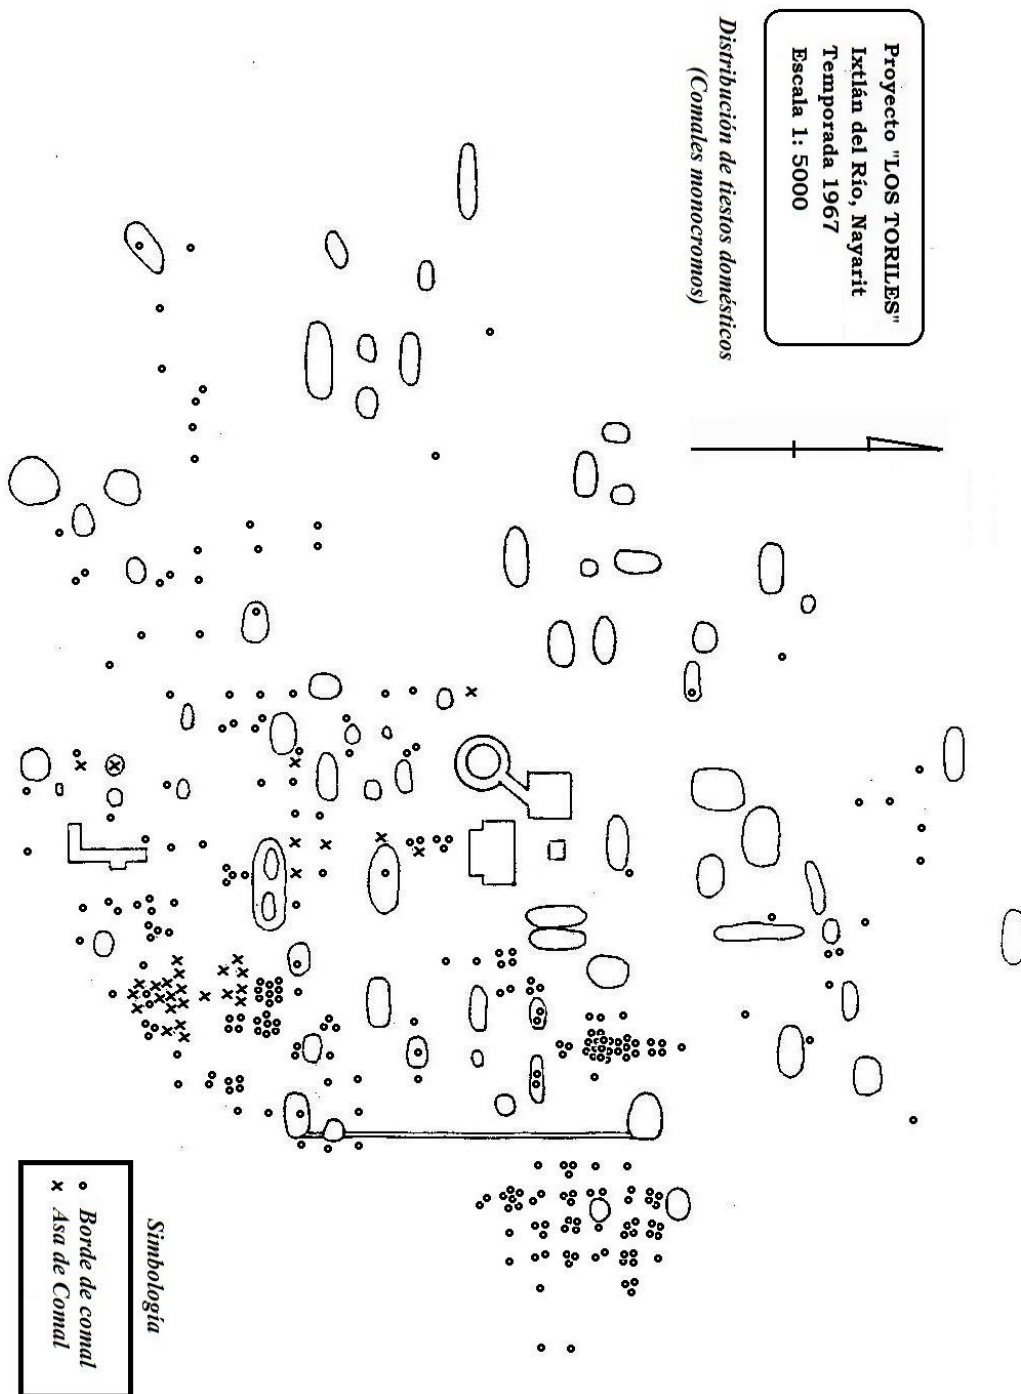 Proyecto "LOS TORILES"
Ixtlán del Río, Nayarit
Temporada 1967
Escala 1: 5000
Distribución de tiestos domésticos
(Comales monocromos)
Simbología
Borde de comal
x Asa de Comal